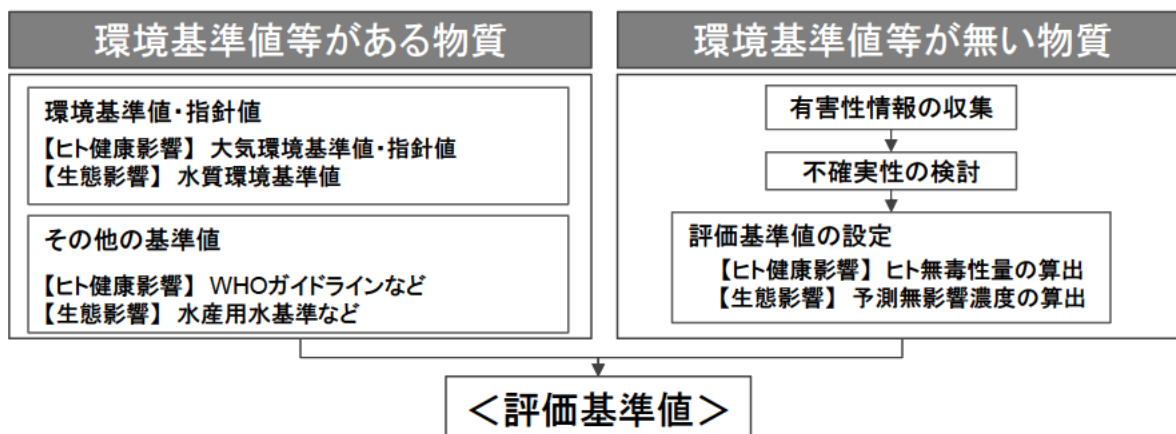 環境基準値等がある物質
環境基準値・指針値
【ヒト健康影響】 大気環境基準値・指針値
【生態影響】 水質環境基準値
その他の基準値
【ヒト健康影響】 WHOガイドラインなど
【生態影響】 水産用水基準など
環境基準値等が無い物質
有害性情報の収集
不確実性の検討
評価基準値の設定
【ヒト健康影響】 ヒト無毒性量の算出
【生態影響】 予測無影響濃度の算出
＜評価基準値＞